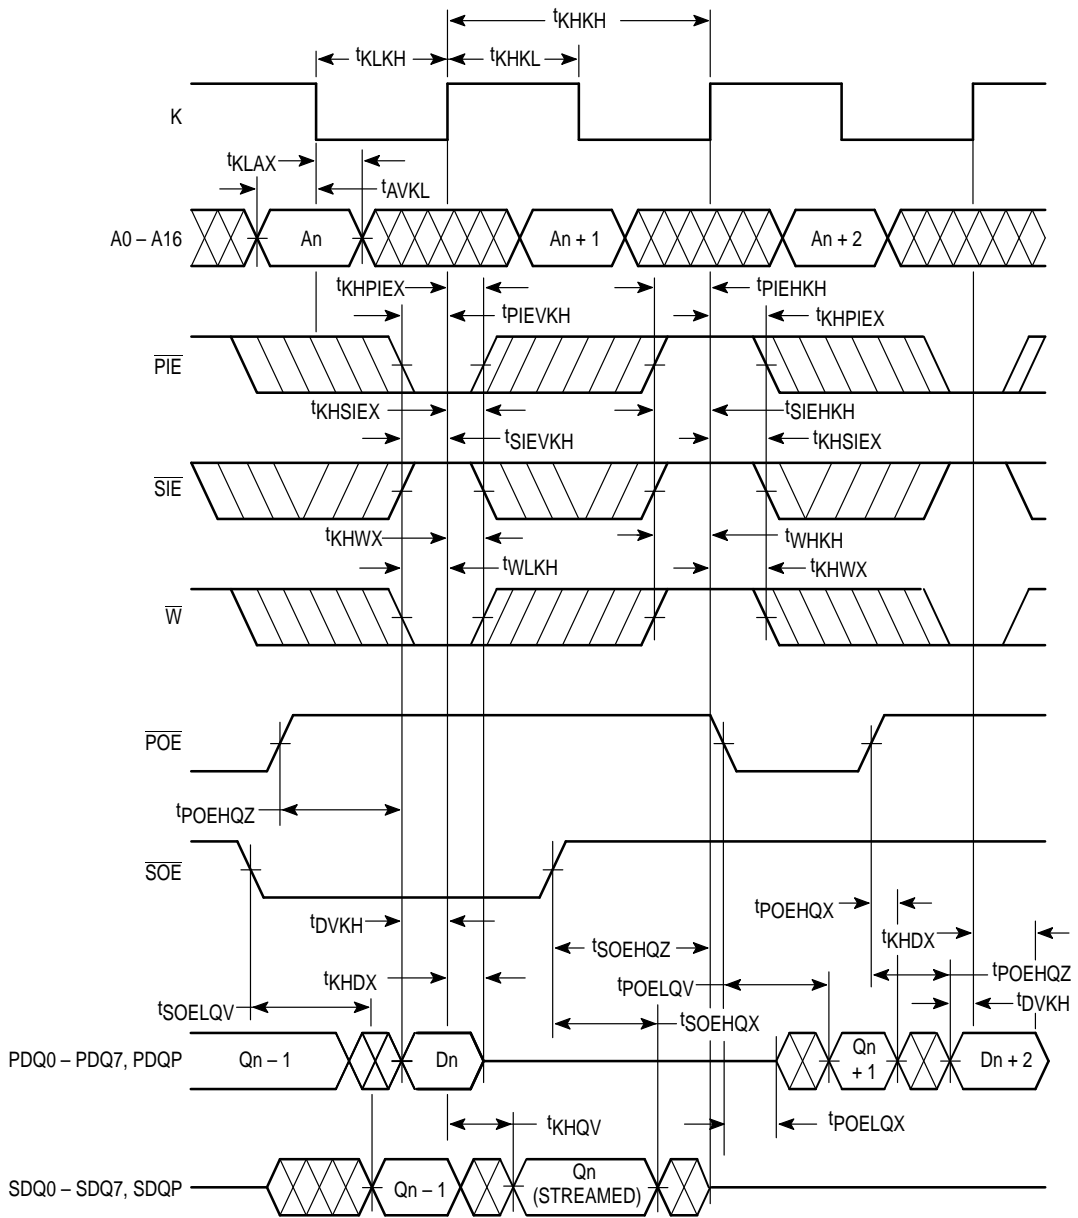 tKHKH
tKLKH
tKHKL
K
tKLAX
tAVKL
A0 – A16
An
An + 1
An + 2
tKHPIEX
tPIEHKH
tPIEVKH
tKHPIEX
PIE
tKHSIEX
tSIEHKH
tSIEVKH
tKHSIEX
SIE
tKHWX
tWHKH
tWLKH
tKHWX
W
POE
tPOEHQZ
SOE
tPOEHQX
tDVKH
tSOEHQZ
tKHDX
tKHDX
tPOELQV
tPOEHQZ
tSOELQV
tSOEHQX
tDVKH
PDQ0 – PDQ7, PDQP
Qn – 1
Dn
Qn
+ 1
Dn + 2
tKHQV
tPOELQX
SDQ0 – SDQ7, SDQP
Qn – 1
Qn
(STREAMED)